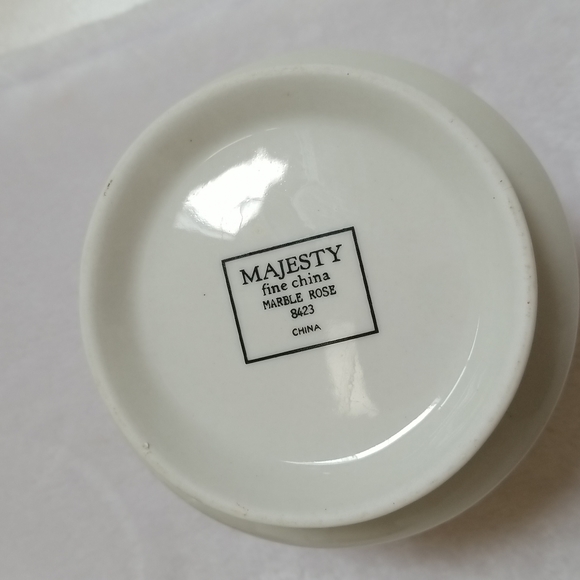 MAJESTY
fine china
MARBLE ROSE
8423
CHINA